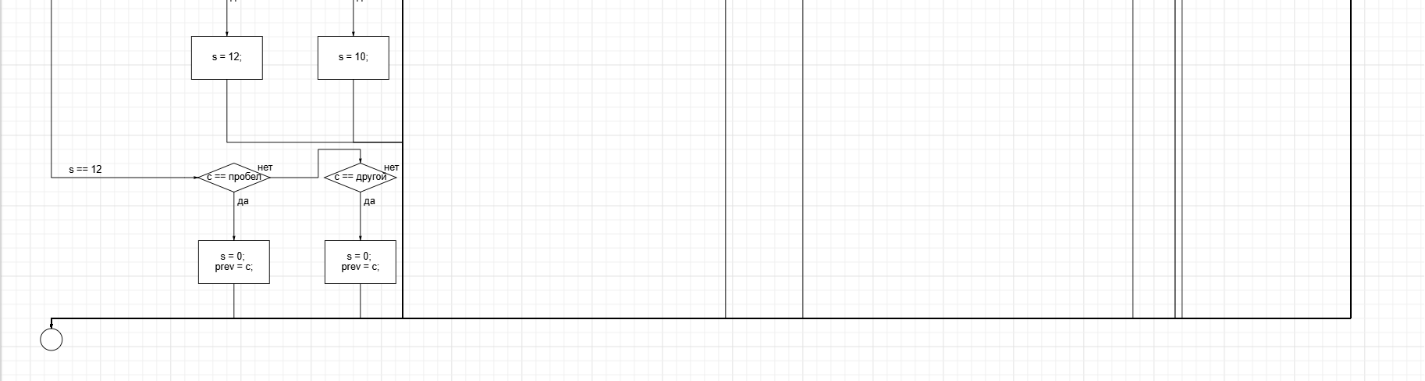 s = 12;
s = 10;
s == 12
c == пробел
нет
c == другой
нет
да
да
s = 0;
prev = c;
s = 0;
prev = c;